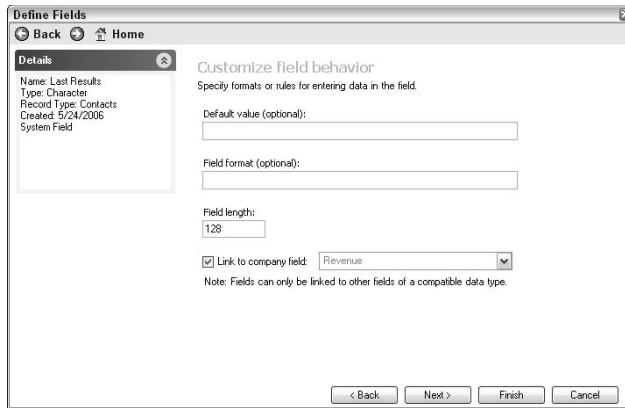 Define Fields
Back Home
Details
Name: Last Results
Type: Character
Record Type: Contacts
Created: 5/24/2006
System Field
Customize field behavior
Specify formats or rules for entering data in the field.
Default value (optional):
Field format (optional):
Field length:
128
Link to company field: Revenue
Note: Fields can only be linked to other fields of a compatible data type.
< Back Next > Finish Cancel